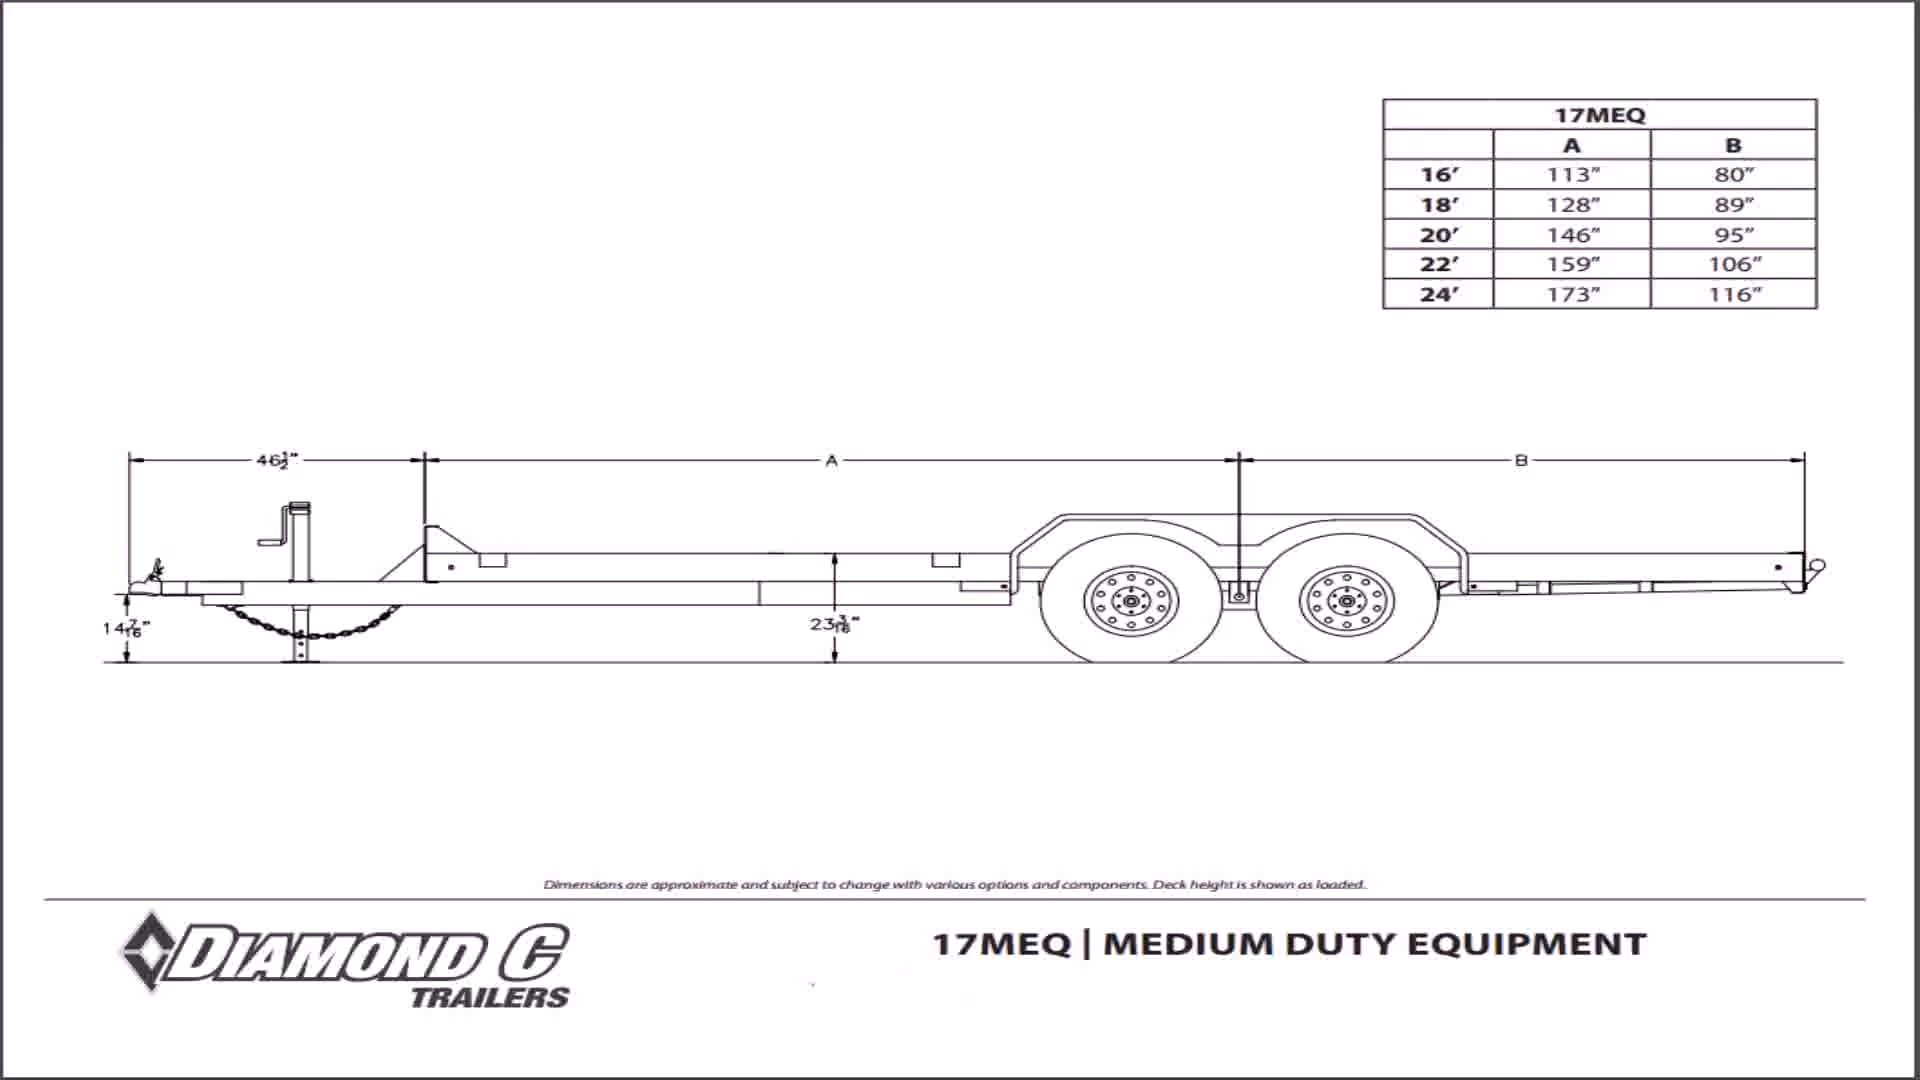 17MEQ
A B
16′ 113″ 80″
18′ 128″ 89″
20′ 146″ 95″
22′ 159″ 106″
24′ 173″ 116″
46½" A B
14 7/16"
23 3/16"
Dimensions are approximate and subject to change with various options and components. Deck height is shown as loaded.
DIAMOND C
TRAILERS
17MEQ | MEDIUM DUTY EQUIPMENT